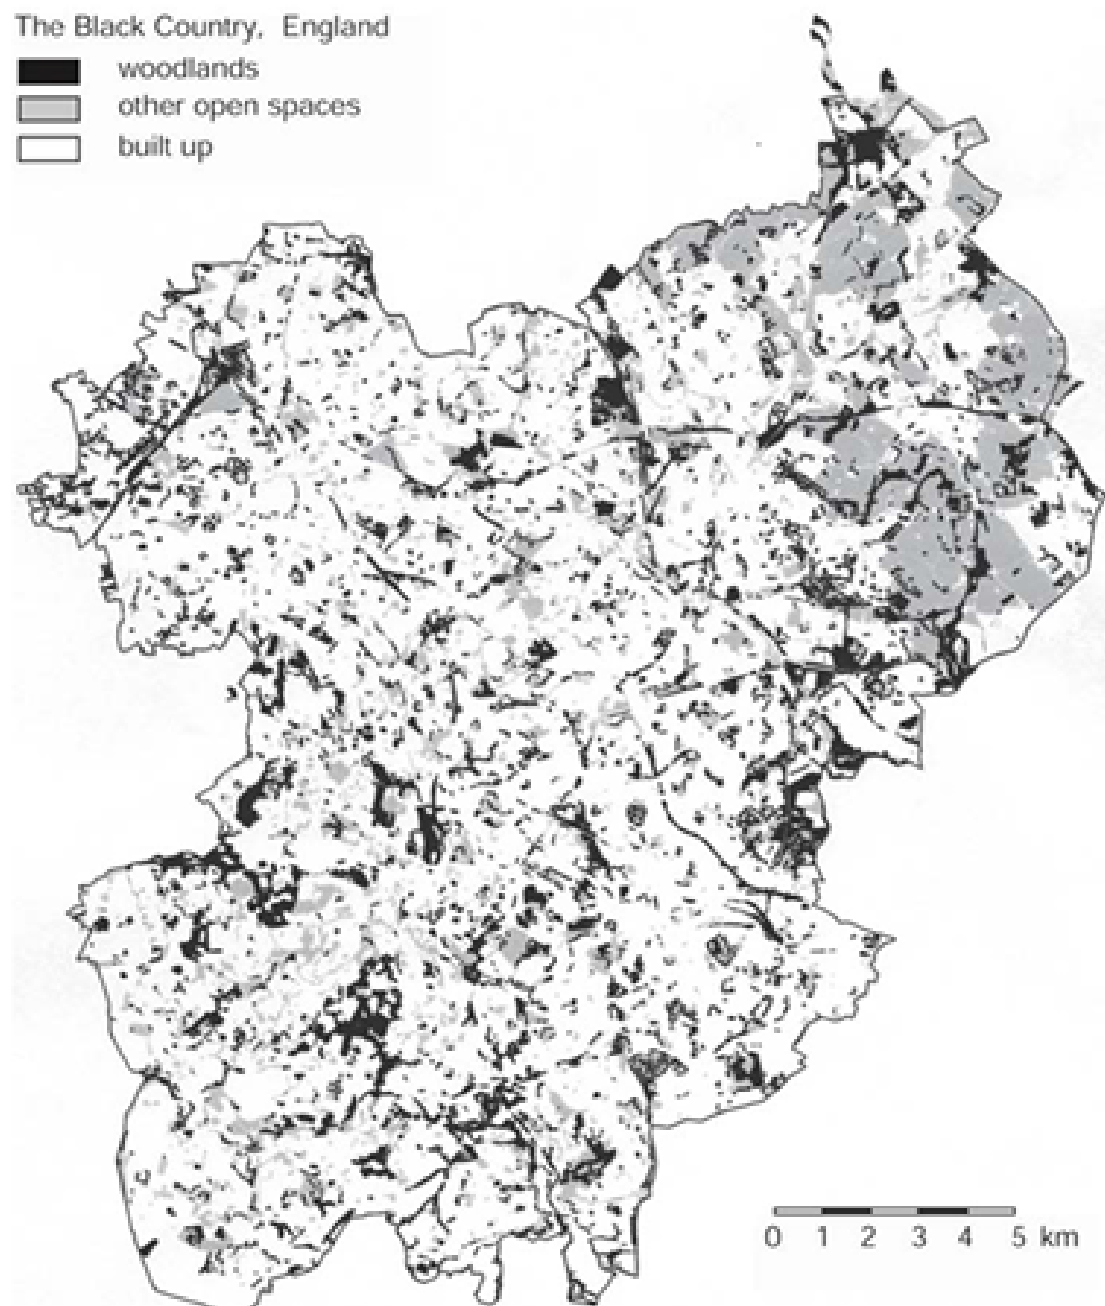 The Black Country, England
woodlands
other open spaces
built up
0 1 2 3 4 5 km